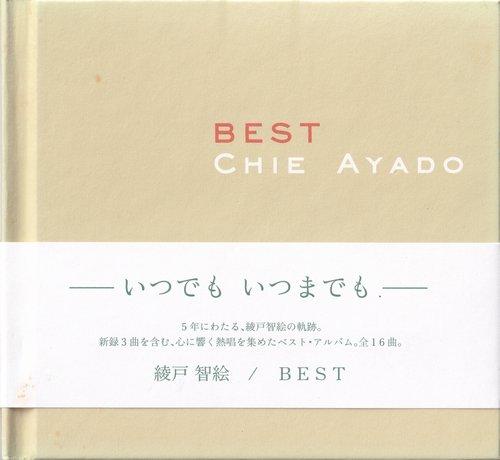 BEST
CHIE AYADO
いつでも いつまでも.
5年にわたる、綾戸智絵の軌跡。
新録3曲を含む、心に響く熱唱を集めたベスト・アルバム。全16曲。
綾戸 智絵 / BEST